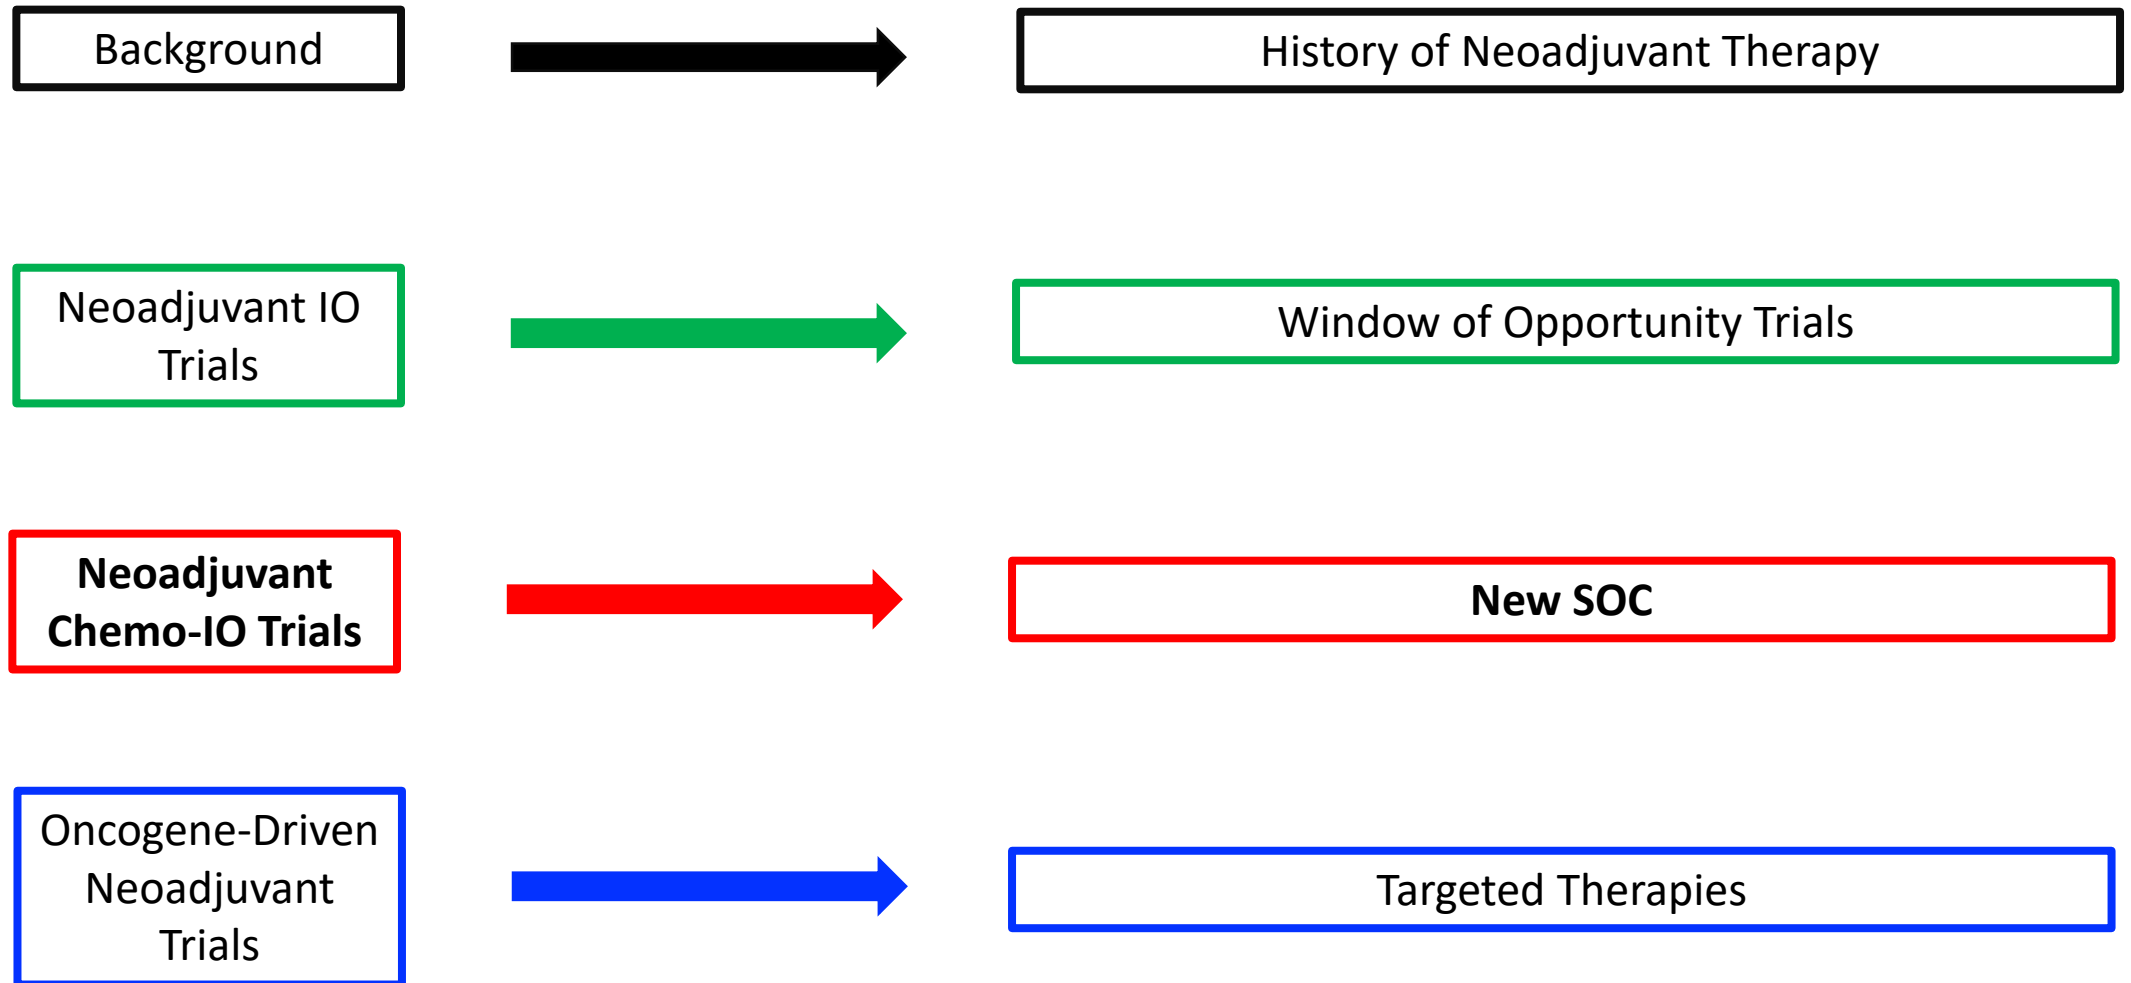 Background
History of Neoadjuvant Therapy
Neoadjuvant IO
Trials
Window of Opportunity Trials
Neoadjuvant
Chemo-IO Trials
New SOC
Oncogene-Driven
Neoadjuvant
Trials
Targeted Therapies